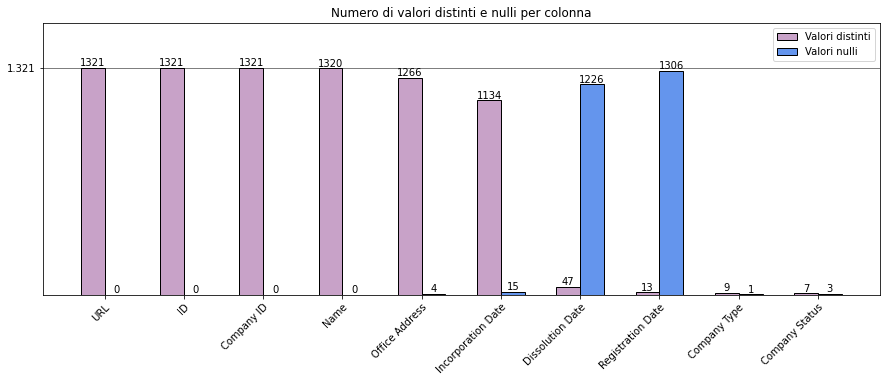 Numero di valori distinti e nulli per colonna
Valori distinti
Valori nulli
1.321
1321
0
1321
0
1321
0
1320
0
1266
4
1134
15
47
1226
13
1306
9
1
7
3
URL
ID
Company ID
Name
Office Address
Incorporation Date
Dissolution Date
Registration Date
Company Type
Company Status